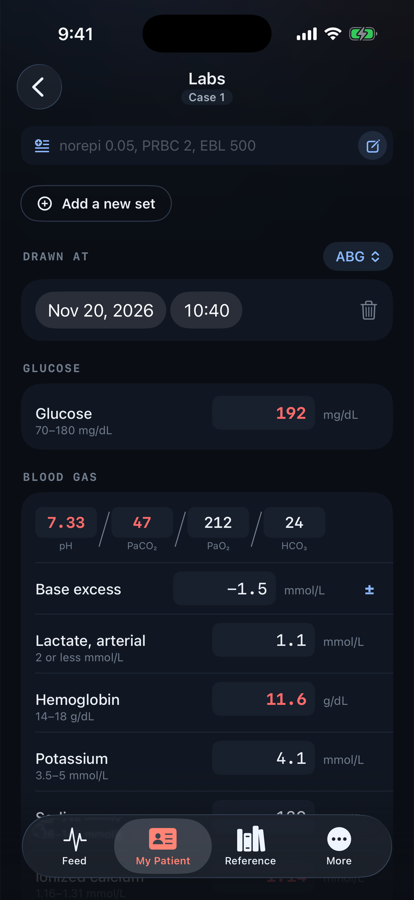 9:41
Labs
Case 1
norepi 0.05, PRBC 2, EBL 500
Add a new set
DRAWN AT
ABG
Nov 20, 2026 10:40
GLUCOSE
Glucose 192 mg/dL
70–180 mg/dL
BLOOD GAS
7.33 47 212 24
pH PaCO₂ PaO₂ HCO₃
Base excess −1.5 mmol/L ±
Lactate, arterial 1.1 mmol/L
2 or less mmol/L
Hemoglobin 11.6 g/dL
14–18 g/dL
Potassium 4.1 mmol/L
3.5–5 mmol/L
Feed My Patient Reference More
Ionized calcium
1.16–1.31 mmol/L